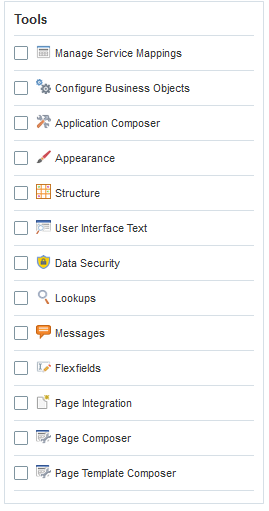 Tools
Manage Service Mappings
Configure Business Objects
Application Composer
Appearance
Structure
User Interface Text
Data Security
Lookups
Messages
Flexfields
Page Integration
Page Composer
Page Template Composer